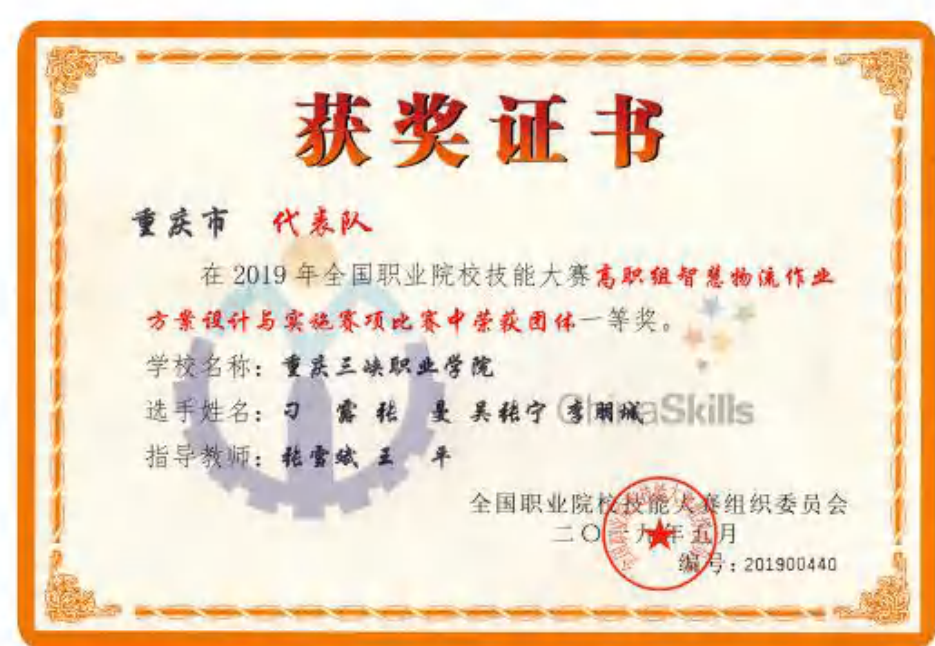 获奖证书
重庆市 代表队
在 2019 年全国职业院校技能大赛高职组智慧物流作业
方案设计与实施赛项比赛中荣获团体一等奖。
学校名称：重庆三峡职业学院
选手姓名：刁 露 张 曼 吴张宁 李朋城
指导教师：张雪斌 王 平
ChinaSkills
全国职业院校技能大赛组织委员会
二〇一九年五月
编号：201900440